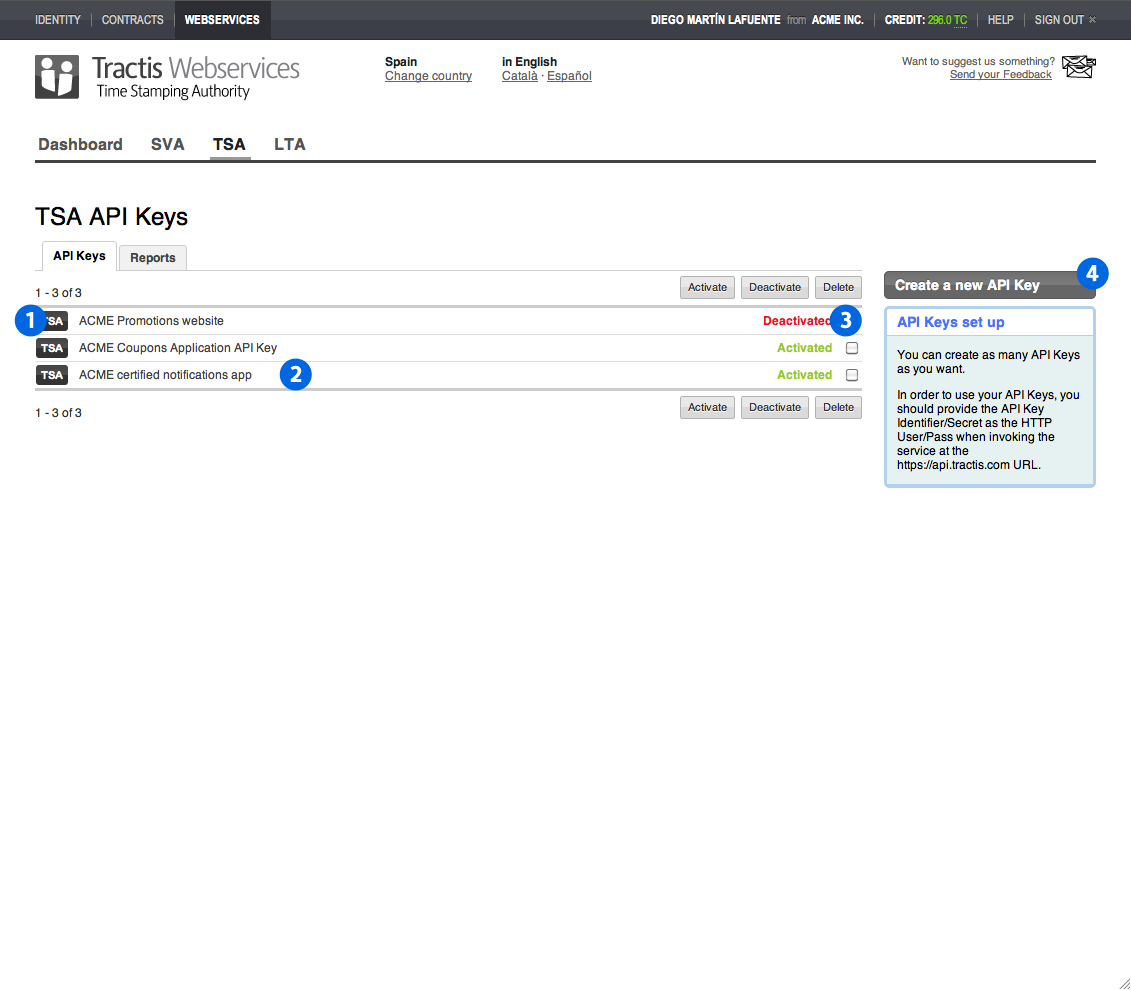 IDENTITY CONTRACTS WEBSERVICES DIEGO MARTÍN LAFUENTE from ACME INC. CREDIT: 296.0 TC HELP SIGN OUT ×
Tractis Webservices
Time Stamping Authority
Spain
Change country
in English
Català · Español
Want to suggest us something?
Send your Feedback
Dashboard SVA TSA LTA
TSA API Keys
API Keys Reports
1 - 3 of 3 Activate Deactivate Delete
1 TSA ACME Promotions website Deactivated 3
TSA ACME Coupons Application API Key Activated
TSA ACME certified notifications app 2 Activated
1 - 3 of 3 Activate Deactivate Delete
Create a new API Key 4
API Keys set up
You can create as many API Keys
as you want.
In order to use your API Keys, you
should provide the API Key
Identifier/Secret as the HTTP
User/Pass when invoking the
service at the
https://api.tractis.com URL.